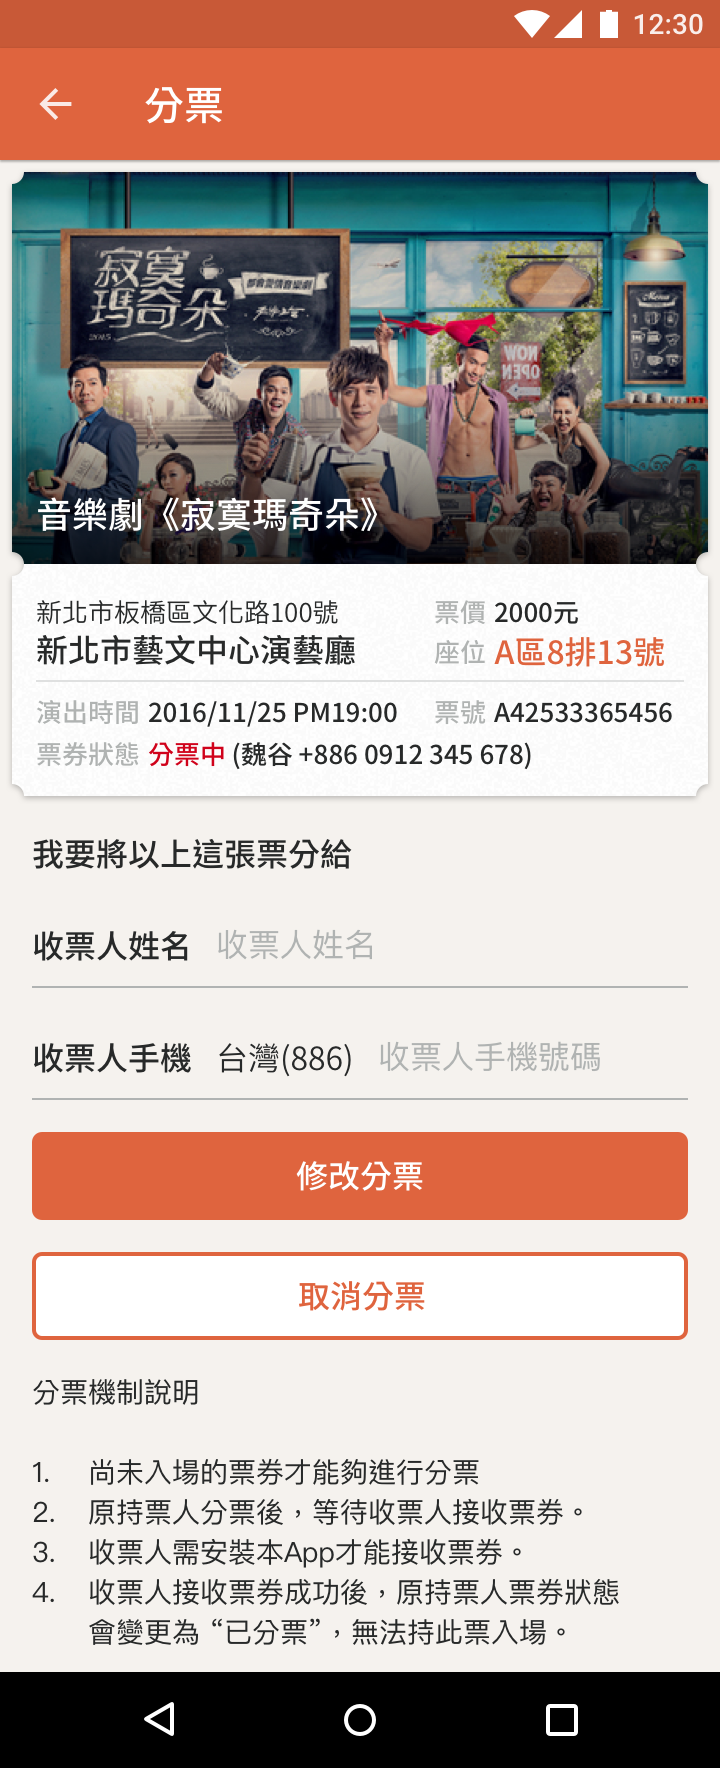 12:30
分票
寂寞
瑪奇朵
都會愛情音樂劇
2015
Menu
NOW
OPEN
音樂劇《寂寞瑪奇朵》
新北市板橋區文化路100號 票價 2000元
新北市藝文中心演藝廳 座位 A區8排13號
演出時間 2016/11/25 PM19:00 票號 A42533365456
票券狀態 分票中 (魏谷 +886 0912 345 678)
我要將以上這張票分給
收票人姓名 收票人姓名
收票人手機 台灣(886) 收票人手機號碼
修改分票
取消分票
分票機制說明
1. 尚未入場的票券才能夠進行分票
2. 原持票人分票後，等待收票人接收票券。
3. 收票人需安裝本App才能接收票券。
4. 收票人接收票券成功後，原持票人票券狀態
會變更為 “已分票”，無法持此票入場。